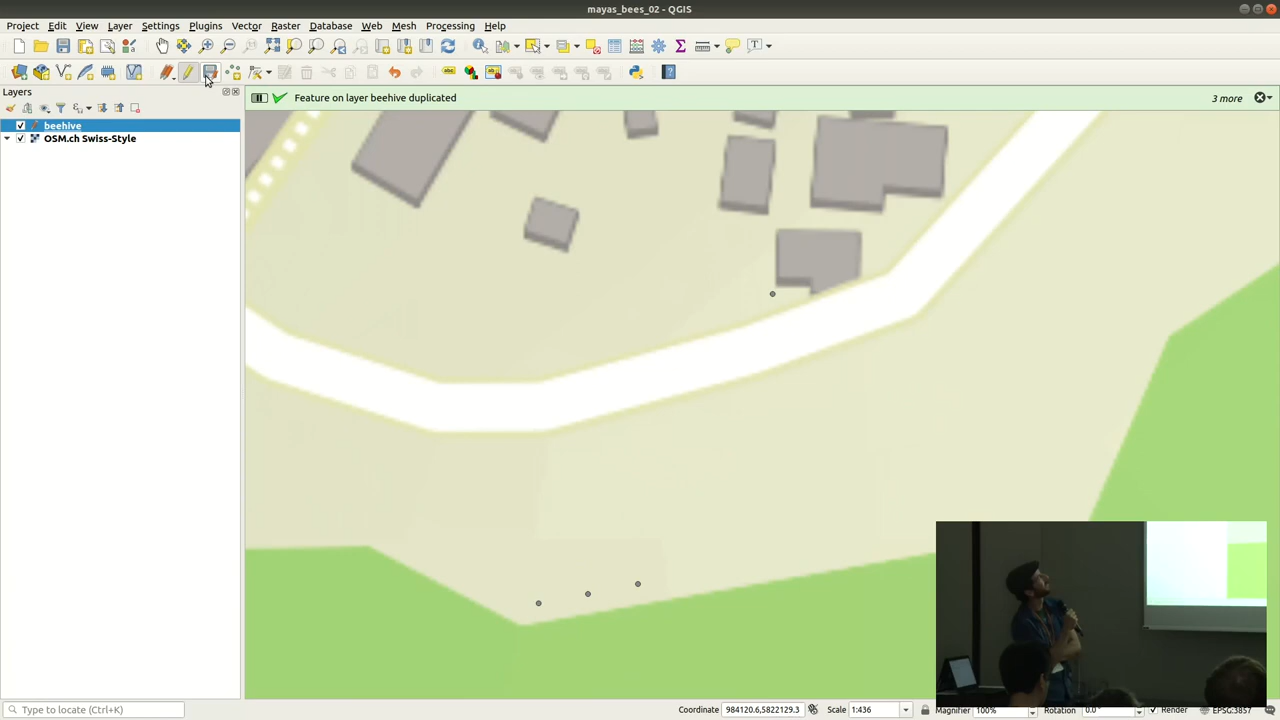 mayas_bees_02 - QGIS
Project Edit View Layer Settings Plugins Vector Raster Database Web Mesh Processing Help
Layers
Feature on layer beehive duplicated
3 more
beehive
OSM.ch Swiss-Style
Type to locate (Ctrl+K)
Coordinate 984120.6,5822129.3 Scale 1:436 Magnifier 100% Rotation 0.0 ° Render EPSG:3857